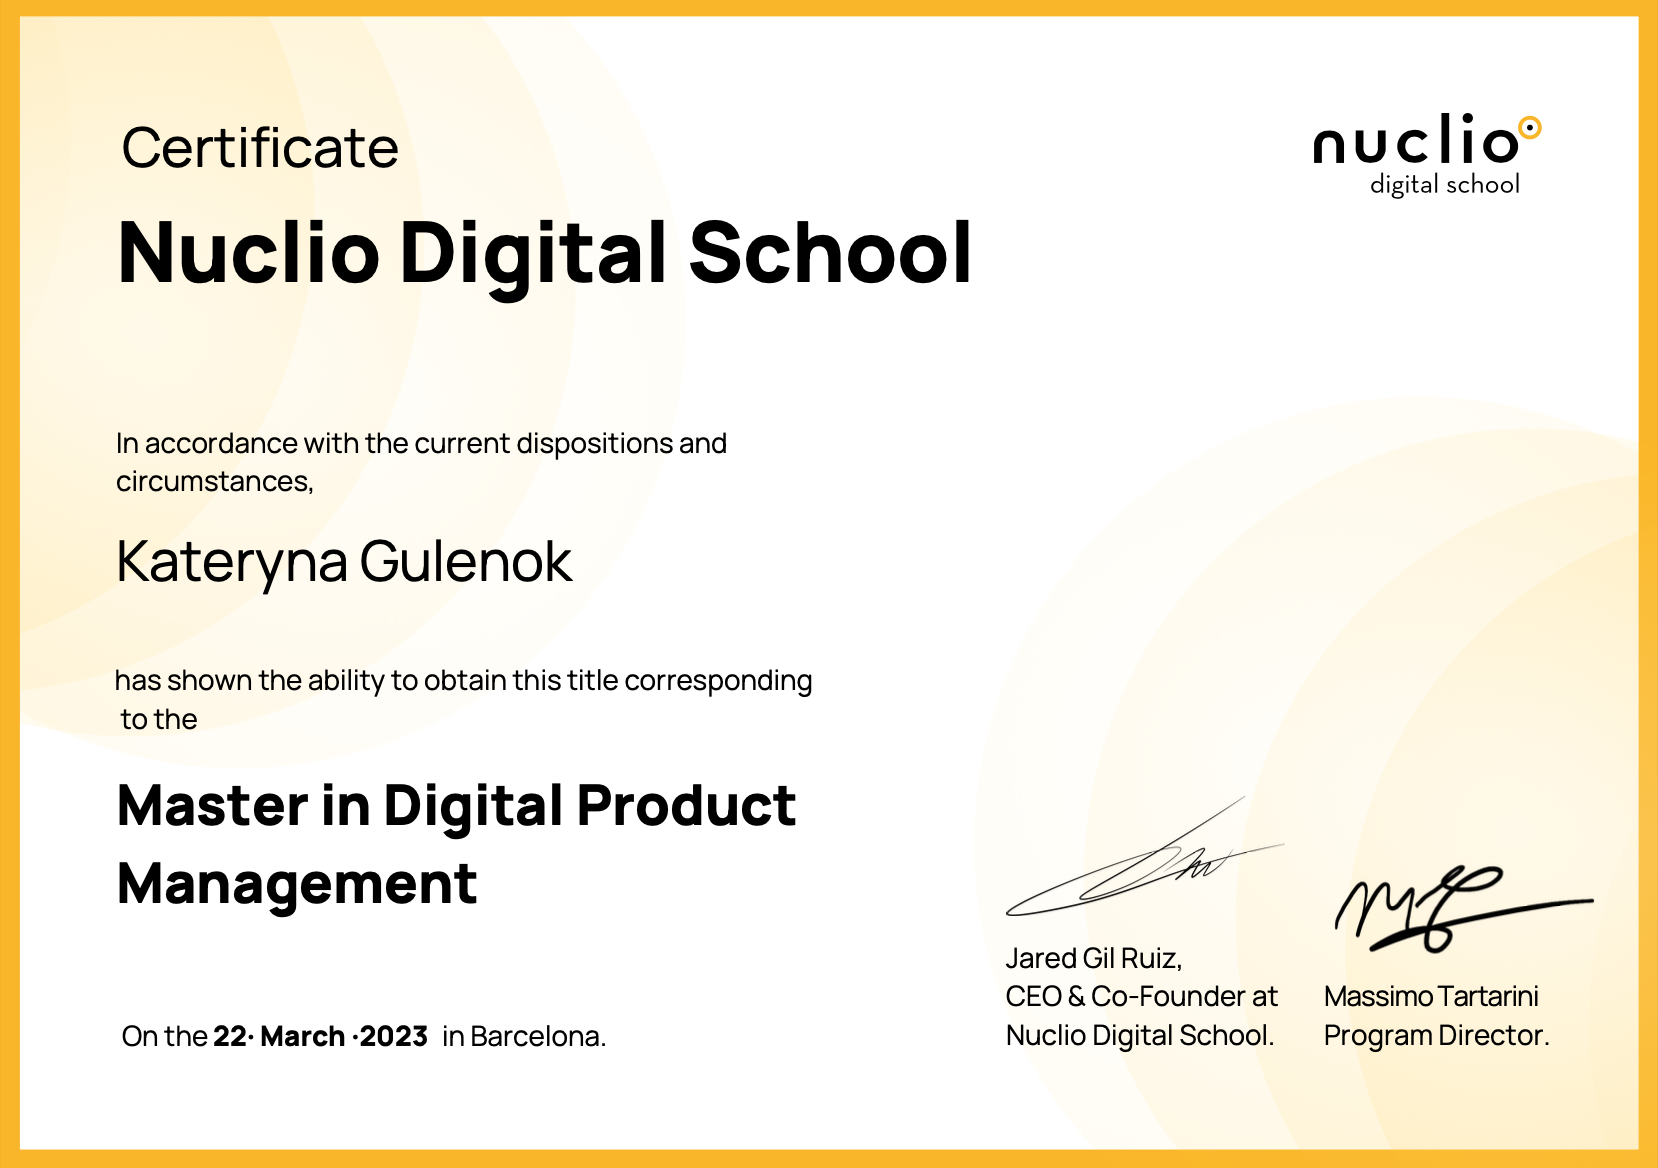 Certificate
nuclio
digital school
Nuclio Digital School
In accordance with the current dispositions and
circumstances,
Kateryna Gulenok
has shown the ability to obtain this title corresponding
to the
Master in Digital Product
Management
Jared Gil Ruiz,
CEO & Co-Founder at
Nuclio Digital School.
Massimo Tartarini
Program Director.
On the 22· March ·2023 in Barcelona.